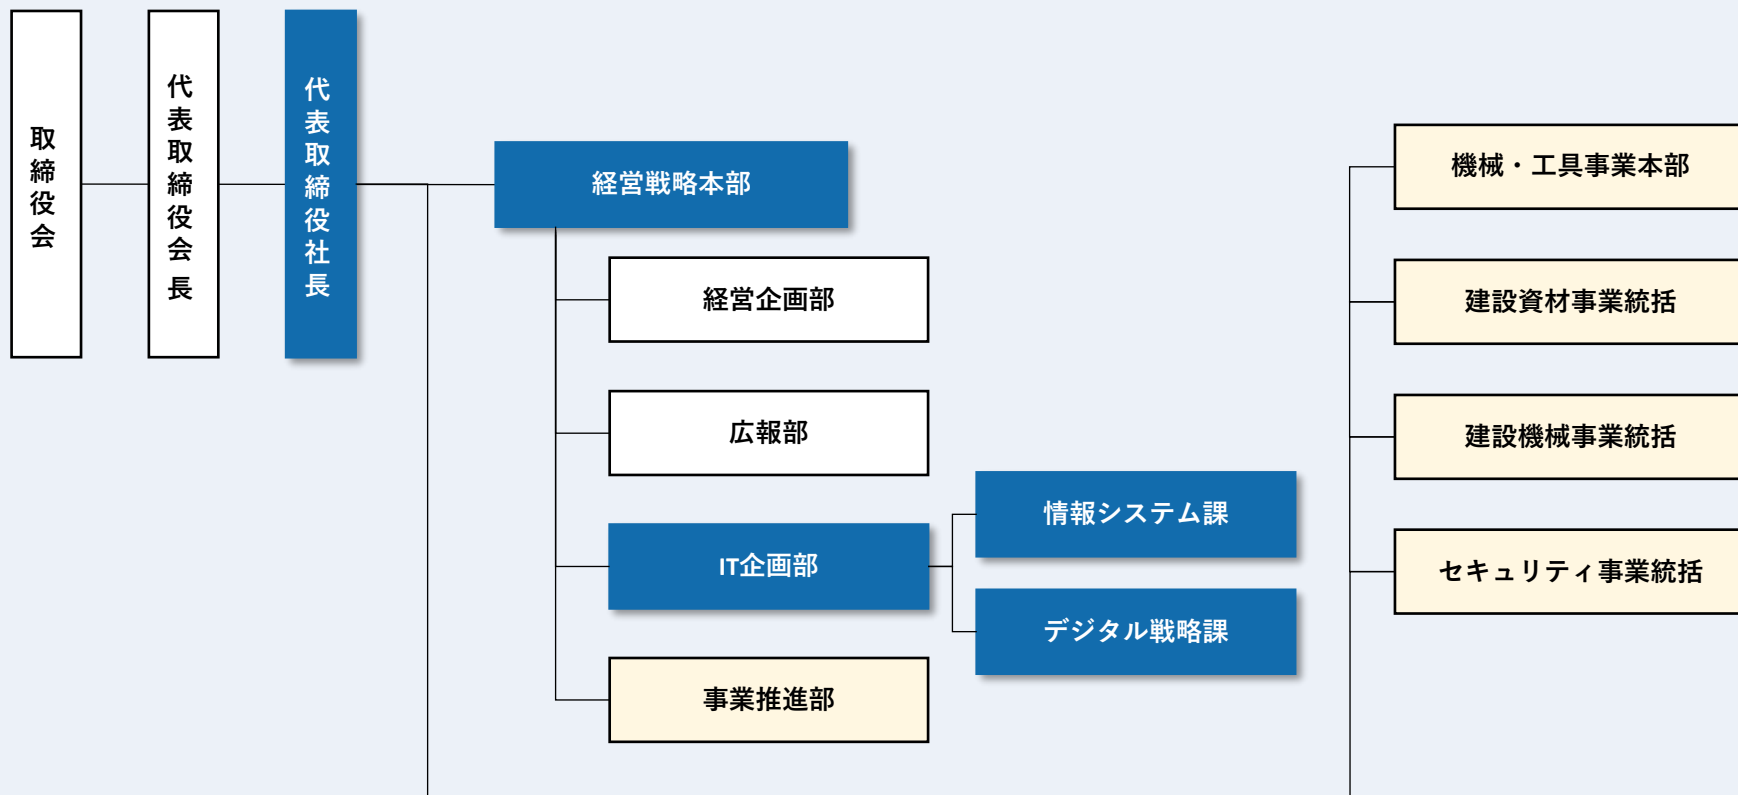 取締役会
代表取締役会長
代表取締役社長
経営戦略本部
経営企画部
広報部
IT企画部
情報システム課
デジタル戦略課
事業推進部
機械・工具事業本部
建設資材事業統括
建設機械事業統括
セキュリティ事業統括